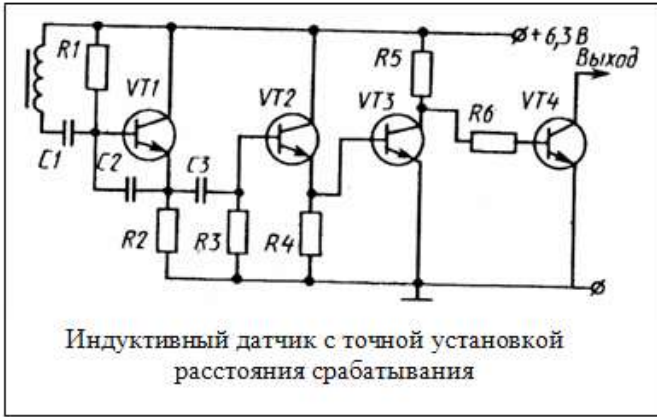 + 6,3 В
Выход
R1
R5
VT1
VT2
VT3
R6
VT4
C1
C2
C3
R2
R3
R4
Индуктивный датчик с точной установкой
расстояния срабатывания